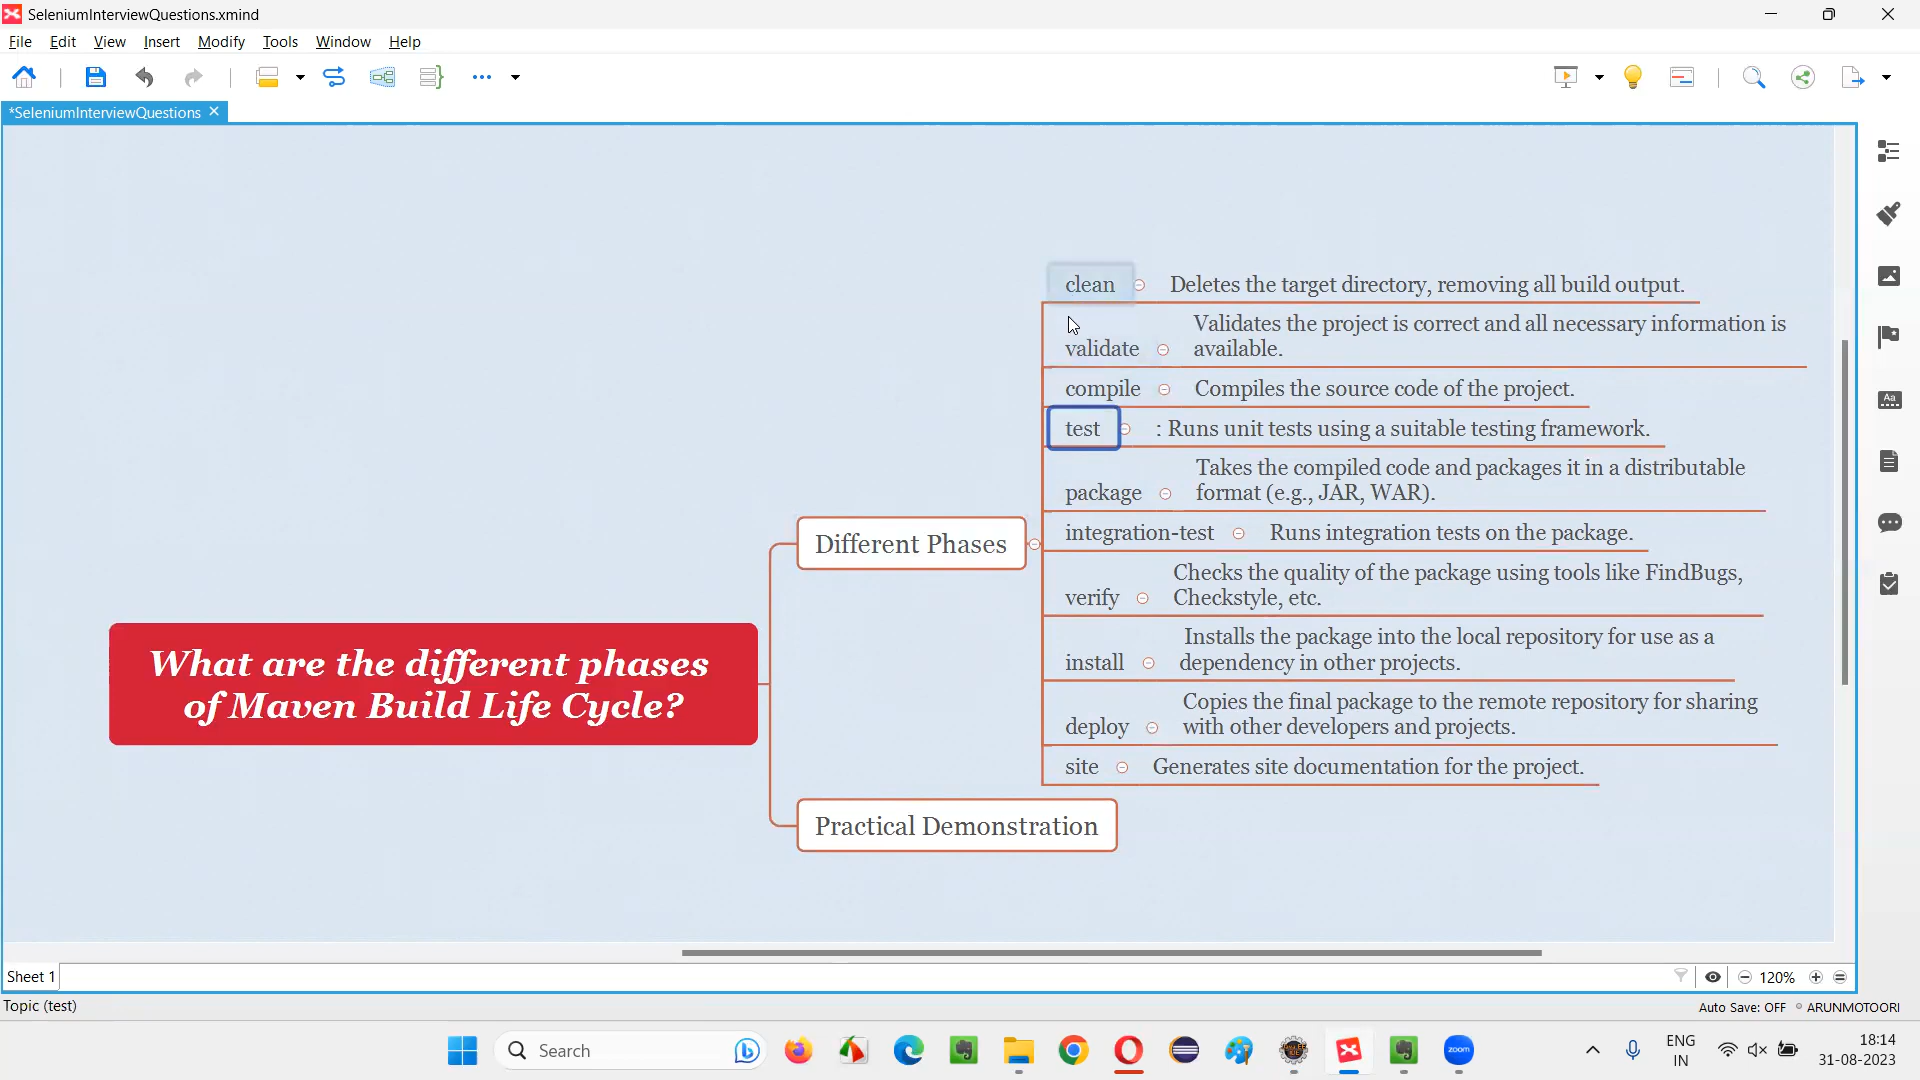 SeleniumInterviewQuestions.xmind
File Edit View Insert Modify Tools Window Help
*SeleniumInterviewQuestions
clean Deletes the target directory, removing all build output.
validate Validates the project is correct and all necessary information is
available.
compile Compiles the source code of the project.
test : Runs unit tests using a suitable testing framework.
package Takes the compiled code and packages it in a distributable
format (e.g., JAR, WAR).
integration-test Runs integration tests on the package.
verify Checks the quality of the package using tools like FindBugs,
Checkstyle, etc.
install Installs the package into the local repository for use as a
dependency in other projects.
deploy Copies the final package to the remote repository for sharing
with other developers and projects.
site Generates site documentation for the project.
Different Phases
What are the different phases
of Maven Build Life Cycle?
Practical Demonstration
Sheet 1
120%
Topic (test)
Auto Save: OFF ARUNMOTOORI
Search
zoom
ENG
IN
18:14
31-08-2023
Aa